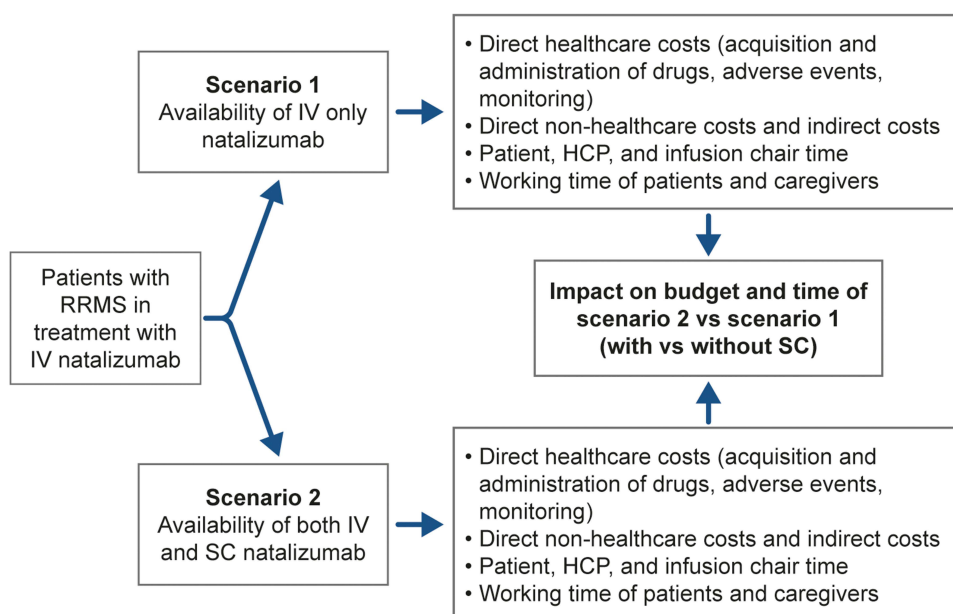 Patients with
RRMS in
treatment with
IV natalizumab
Scenario 1
Availability of IV only
natalizumab
• Direct healthcare costs (acquisition and
administration of drugs, adverse events,
monitoring)
• Direct non-healthcare costs and indirect costs
• Patient, HCP, and infusion chair time
• Working time of patients and caregivers
Impact on budget and time of
scenario 2 vs scenario 1
(with vs without SC)
Scenario 2
Availability of both IV
and SC natalizumab
• Direct healthcare costs (acquisition and
administration of drugs, adverse events,
monitoring)
• Direct non-healthcare costs and indirect costs
• Patient, HCP, and infusion chair time
• Working time of patients and caregivers